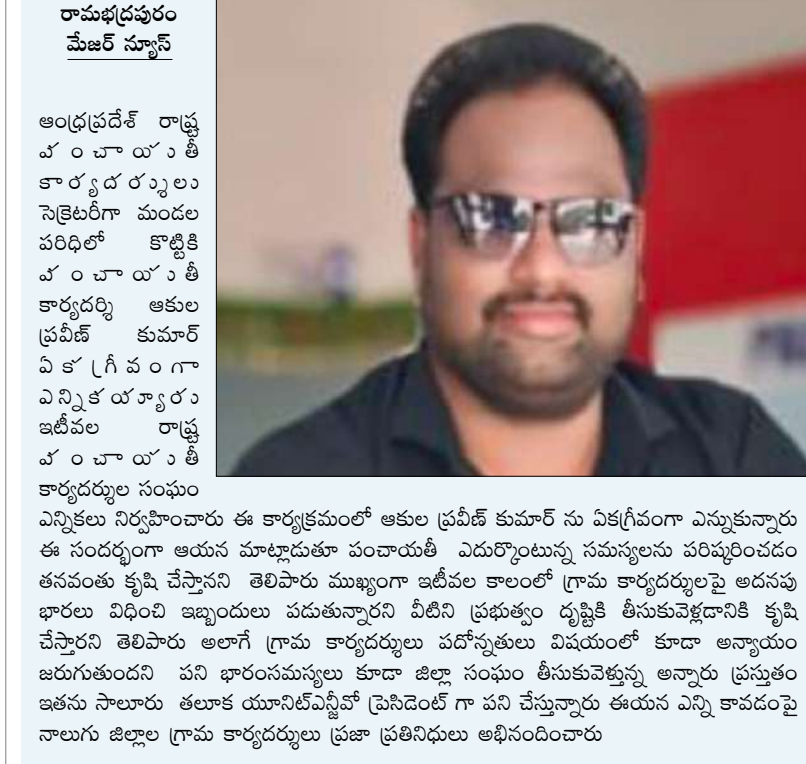 రామభద్రపురం
మేజర్ న్యూస్
ఆంధ్రప్రదేశ్ రాష్ట్ర
పంచాయితీ
కార్యదర్శులు
సెక్రెటరీగా మండల
పరిధిలో కొట్టికి
పంచాయితీ
కార్యదర్శి ఆకుల
ప్రవీణ్ కుమార్
ఏకగ్రీవంగా
ఎన్నికయ్యారు
ఇటీవల రాష్ట్ర
పంచాయితీ
కార్యదర్శుల సంఘం
ఎన్నికలు నిర్వహించారు ఈ కార్యక్రమంలో ఆకుల ప్రవీణ్ కుమార్ ను ఏకగ్రీవంగా ఎన్నుకున్నారు
ఈ సందర్భంగా ఆయన మాట్లాడుతూ పంచాయతీ ఎదుర్కొంటున్న సమస్యలను పరిష్కరించడం
తనవంతు కృషి చేస్తానని తెలిపారు ముఖ్యంగా ఇటీవల కాలంలో గ్రామ కార్యదర్శులపై అదనపు
భారలు విధించి ఇబ్బందులు పడుతున్నారని వీటిని ప్రభుత్వం దృష్టికి తీసుకువెళ్లడానికి కృషి
చేస్తారని తెలిపారు అలాగే గ్రామ కార్యదర్శులు పదోన్నతులు విషయంలో కూడా అన్యాయం
జరుగుతుందని పని భారంసమస్యలు కూడా జిల్లా సంఘం తీసుకువెళ్తున్న అన్నారు ప్రస్తుతం
ఇతను సాలూరు తలూక యూనిట్ఎన్జీవో ప్రెసిడెంట్ గా పని చేస్తున్నారు ఈయన ఎన్ని కావడంపై
నాలుగు జిల్లాల గ్రామ కార్యదర్శులు ప్రజా ప్రతినిధులు అభినందించారు